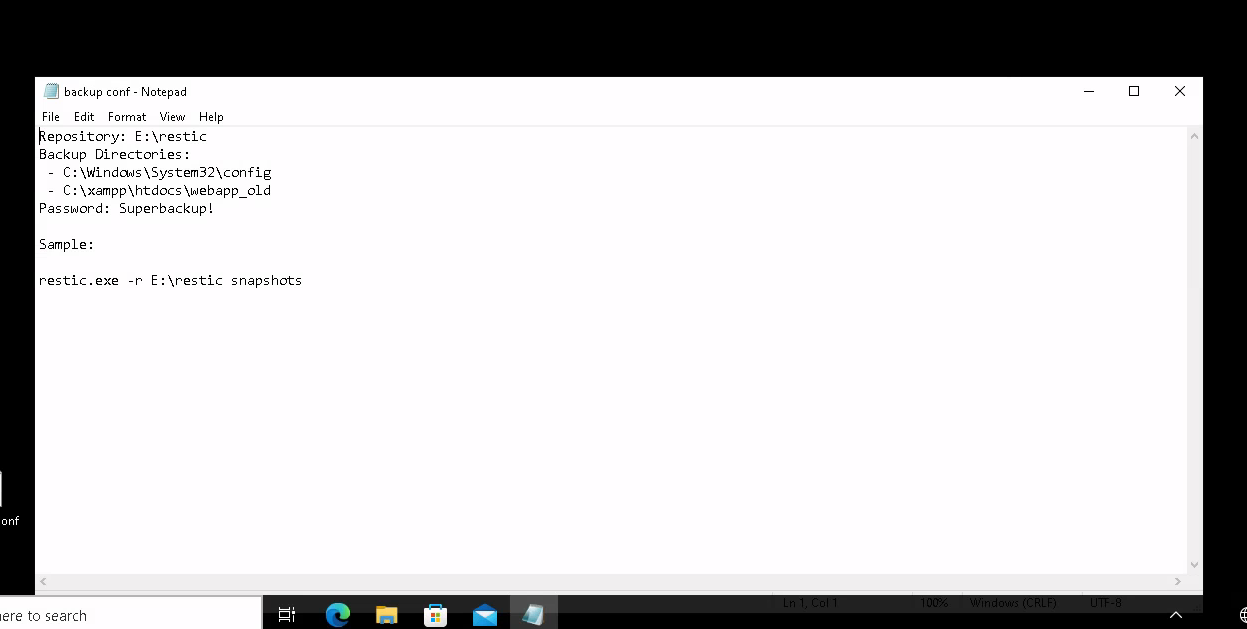 backup conf - Notepad
File Edit Format View Help
Repository: E:\restic
Backup Directories:
- C:\Windows\System32\config
- C:\xampp\htdocs\webapp_old
Password: Superbackup!
Sample:
restic.exe -r E:\restic snapshots
onf
Ln 1, Col 1 100% Windows (CRLF) UTF-8
ere to search